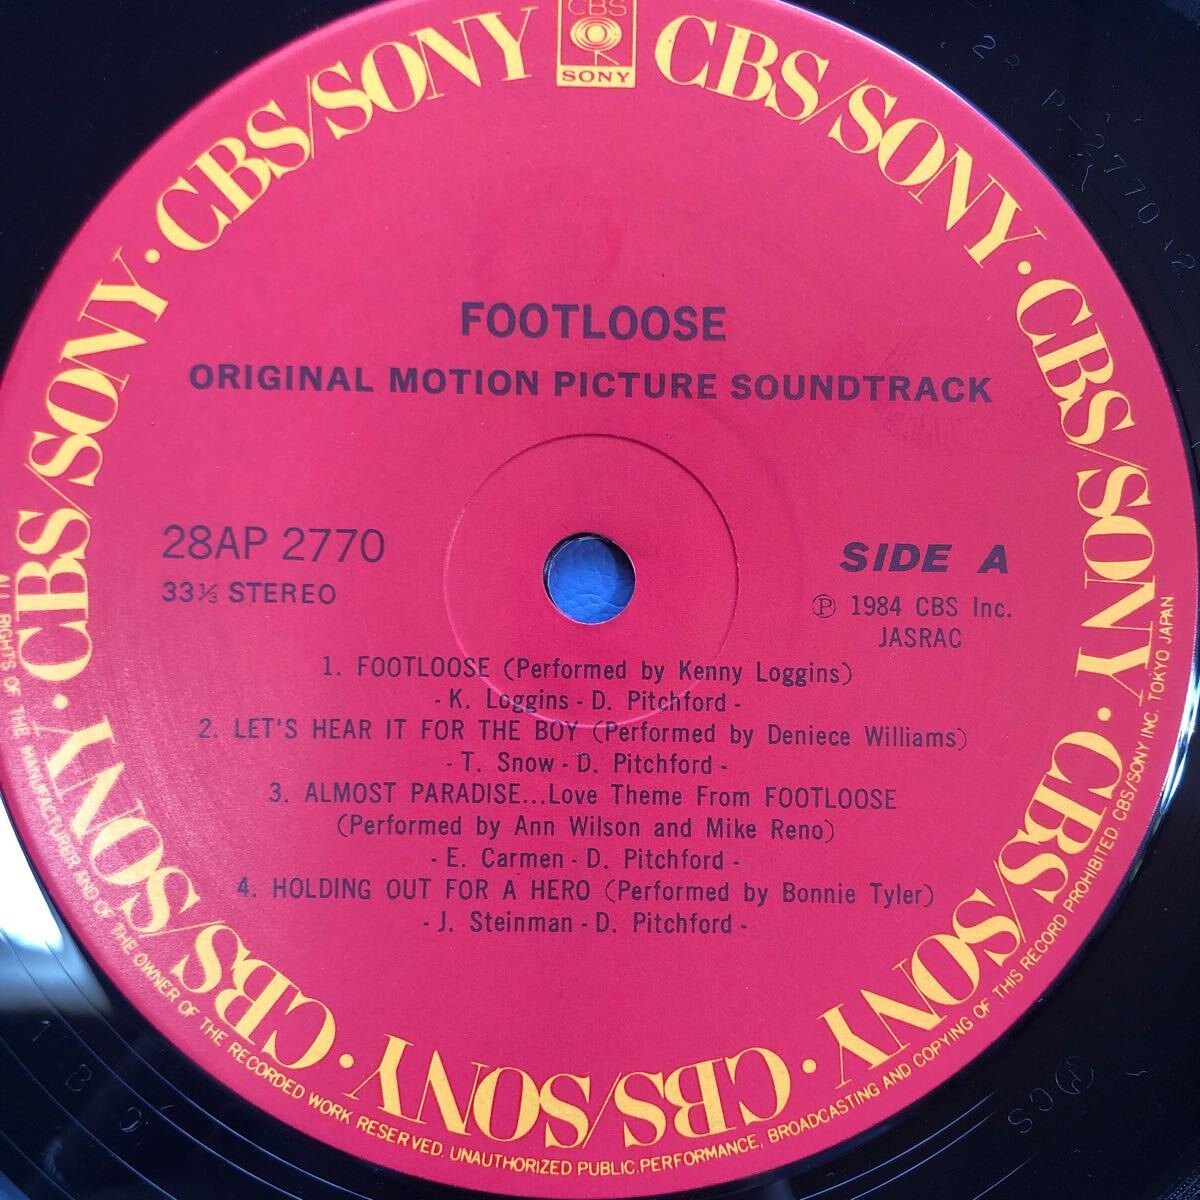 CBS
SONY
CBS/SONY · CBS/SONY · CBS/SONY · CBS/SONY · CBS/SONY · CBS/SONY · CBS/SONY · CBS/SONY · CBS/SONY
FOOTLOOSE
ORIGINAL MOTION PICTURE SOUNDTRACK
28AP 2770
33⅓ STEREO
SIDE A
Ⓟ 1984 CBS Inc.
JASRAC
1. FOOTLOOSE (Performed by Kenny Loggins)
- K. Loggins - D. Pitchford -
2. LET'S HEAR IT FOR THE BOY (Performed by Deniece Williams)
- T. Snow - D. Pitchford -
3. ALMOST PARADISE...Love Theme From FOOTLOOSE
(Performed by Ann Wilson and Mike Reno)
- E. Carmen - D. Pitchford -
4. HOLDING OUT FOR A HERO (Performed by Bonnie Tyler)
- J. Steinman - D. Pitchford -
ALL RIGHTS OF THE MANUFACTURER AND OF THE OWNER OF THE RECORDED WORK RESERVED. UNAUTHORIZED PUBLIC PERFORMANCE, BROADCASTING AND COPYING OF THIS RECORD PROHIBITED CBS/SONY INC. TOKYO JAPAN